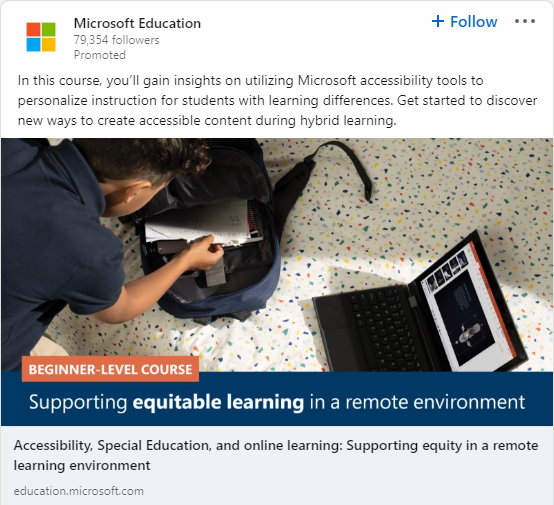 Microsoft Education
+ Follow
79,354 followers
Promoted
In this course, you'll gain insights on utilizing Microsoft accessibility tools to
personalize instruction for students with learning differences. Get started to discover
new ways to create accessible content during hybrid learning.
BEGINNER-LEVEL COURSE
Supporting equitable learning in a remote environment
Accessibility, Special Education, and online learning: Supporting equity in a remote
learning environment
education.microsoft.com